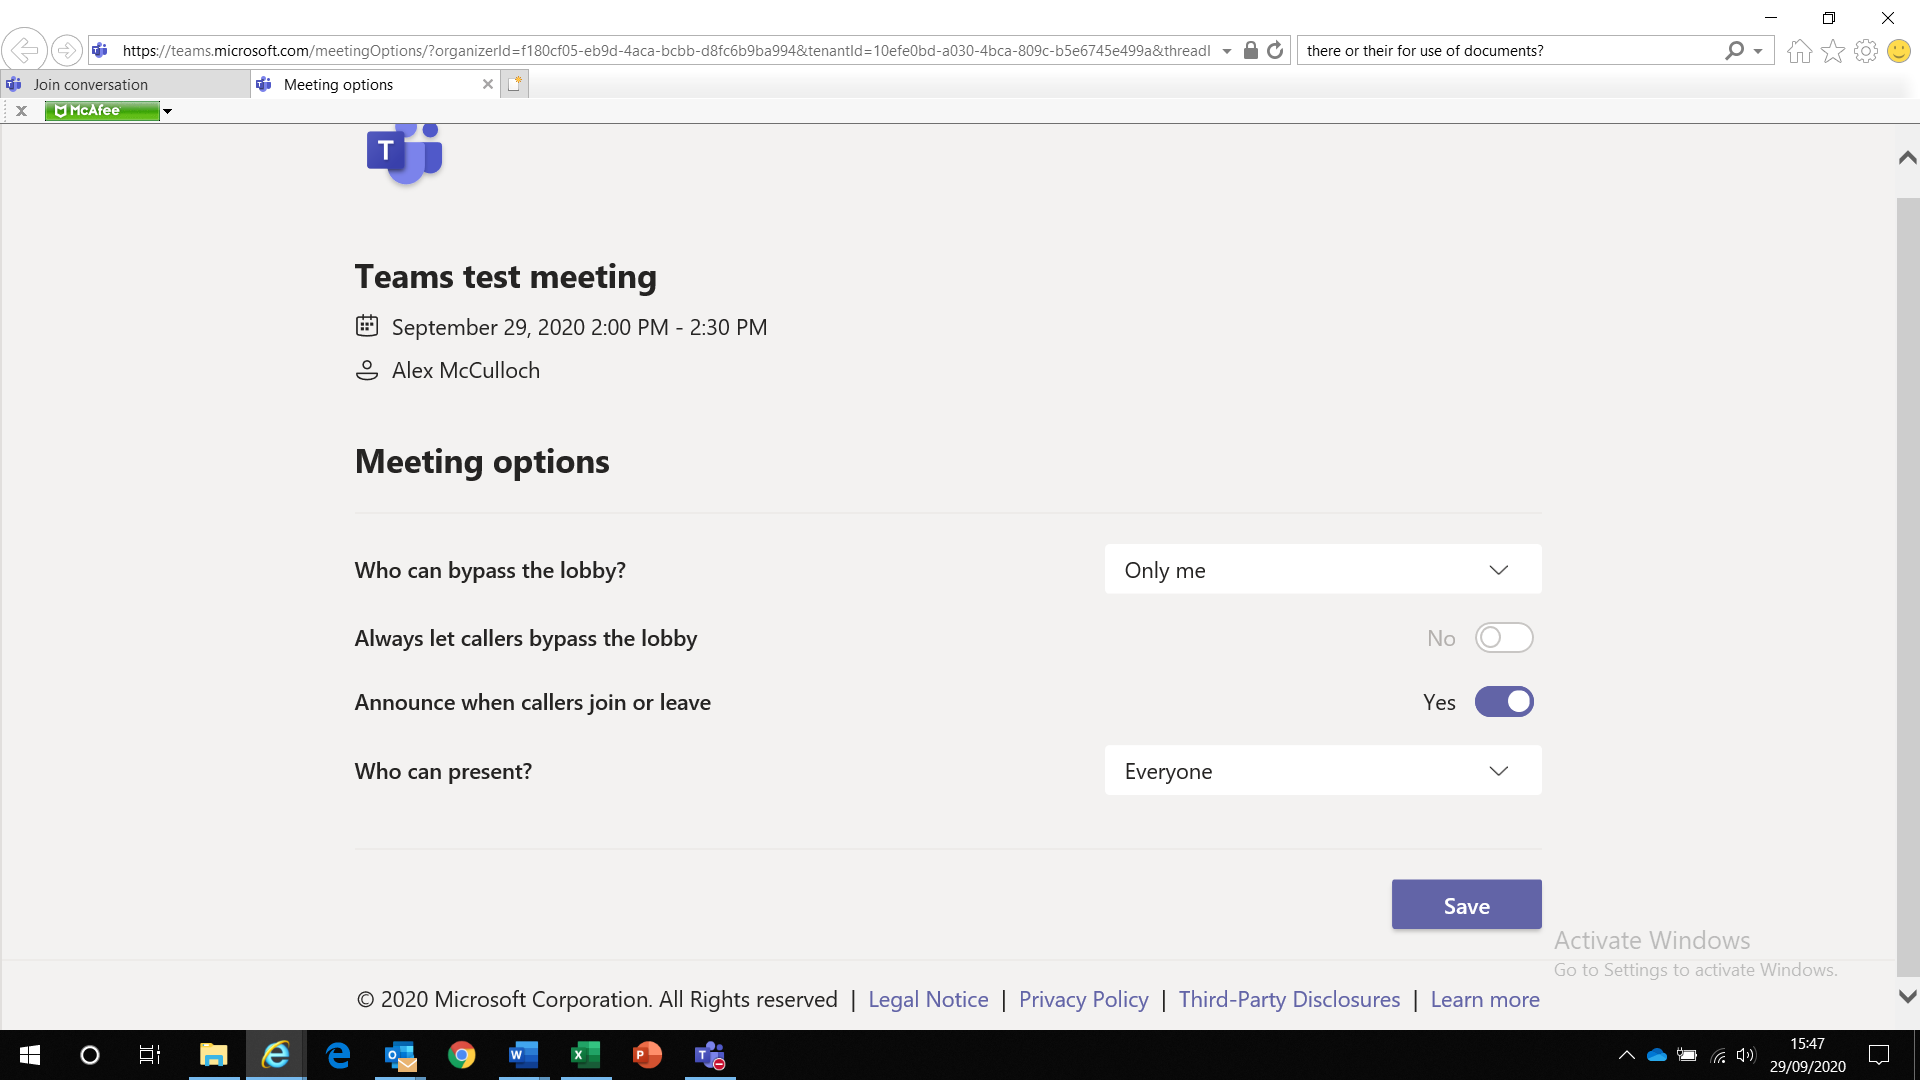 https://teams.microsoft.com/meetingOptions/?organizerId=f180cf05-eb9d-4aca-bcbb-d8fc6b9ba994&tenantId=10efe0bd-a030-4bca-809c-b5e6745e499a&threadI
there or their for use of documents?
Join conversation
Meeting options
X
McAfee
T
Teams test meeting
September 29, 2020 2:00 PM - 2:30 PM
Alex McCulloch
Meeting options
Who can bypass the lobby?
Only me
Always let callers bypass the lobby
No
Announce when callers join or leave
Yes
Who can present?
Everyone
Save
Activate Windows
Go to Settings to activate Windows.
© 2020 Microsoft Corporation. All Rights reserved | Legal Notice | Privacy Policy | Third-Party Disclosures | Learn more
15:47
29/09/2020